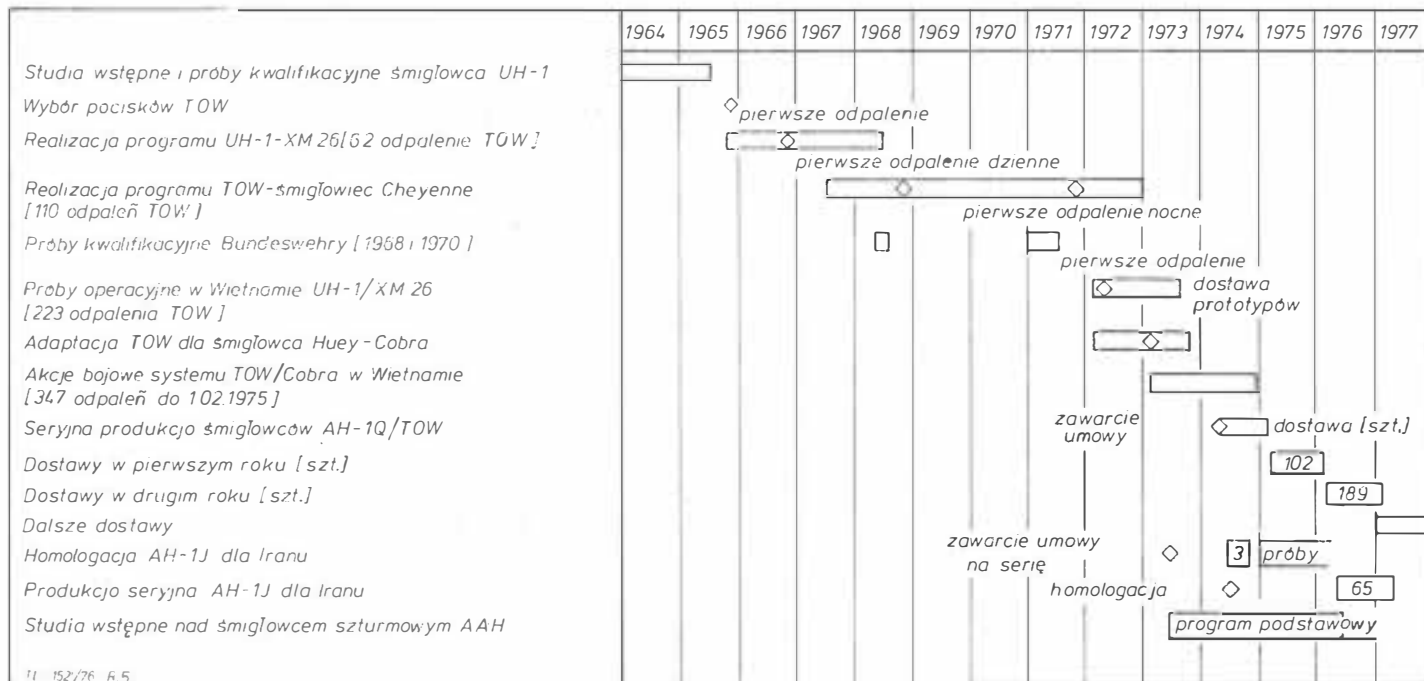 1964 1965 1966 1967 1968 1969 1970 1971 1972 1973 1974 1975 1976 1977
Studia wstępne i próby kwalifikacyjne śmigłowca UH-1
Wybór pocisków TOW
pierwsze odpalenie
Realizacja programu UH-1-XM 26[62 odpalenie TOW]
pierwsze odpalenie dzienne
Reolizacja programu TOW-śmigłowiec Cheyenne
[110 odpaleń TOW]
pierwsze odpalenie nocne
Próby kwalifikacyjne Bundeswehry [1968 i 1970]
pierwsze odpalenie
Próby operacyjne w Wietnamie UH-1/XM 26
[223 odpalenia TOW]
dostawa
prototypów
Adaptacja TOW dla śmigłowca Huey-Cobra
Akcje bojowe systemu TOW/Cobra w Wietnamie
[347 odpaleń do 1 02.1975]
zawarcie
umowy
Seryjna produkcjo śmigłowców AH-1Q/TOW
dostawa [szt.]
Dostawy w pierwszym roku [szt.]
102
Dostawy w drugim roku [szt.]
189
Dalsze dostawy
zawarcie umowy
na serię
Homologacja AH-1J dla Iranu
3 próby
Produkcjo seryjna AH-1J dla Iranu
homologacja
65
Studia wstępne nad śmigłowcem szturmowym AAH
program podstawowy